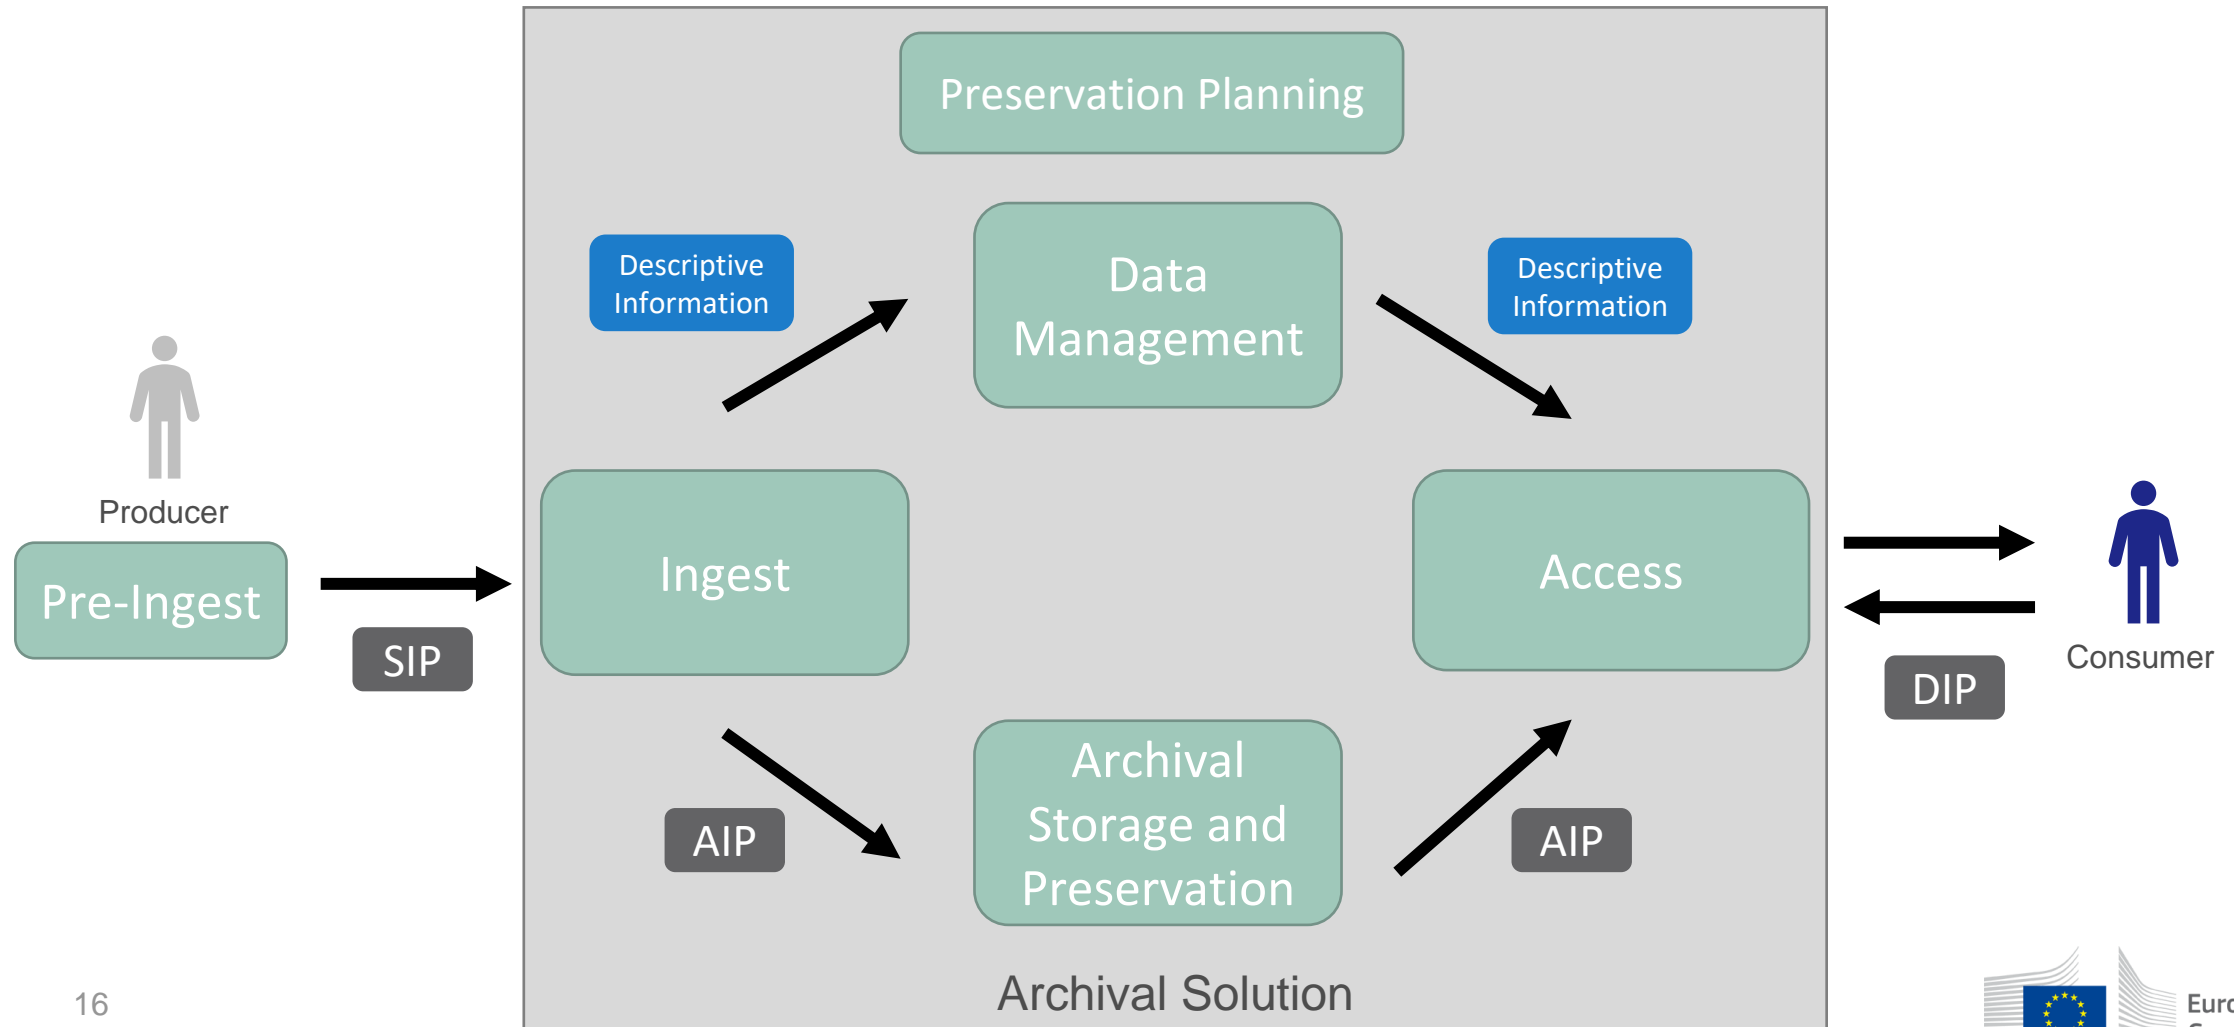 Preservation Planning
Descriptive
Information
Data
Management
Descriptive
Information
Producer
Pre-Ingest
SIP
Ingest
Access
Consumer
DIP
AIP
Archival
Storage and
Preservation
AIP
Archival Solution
16